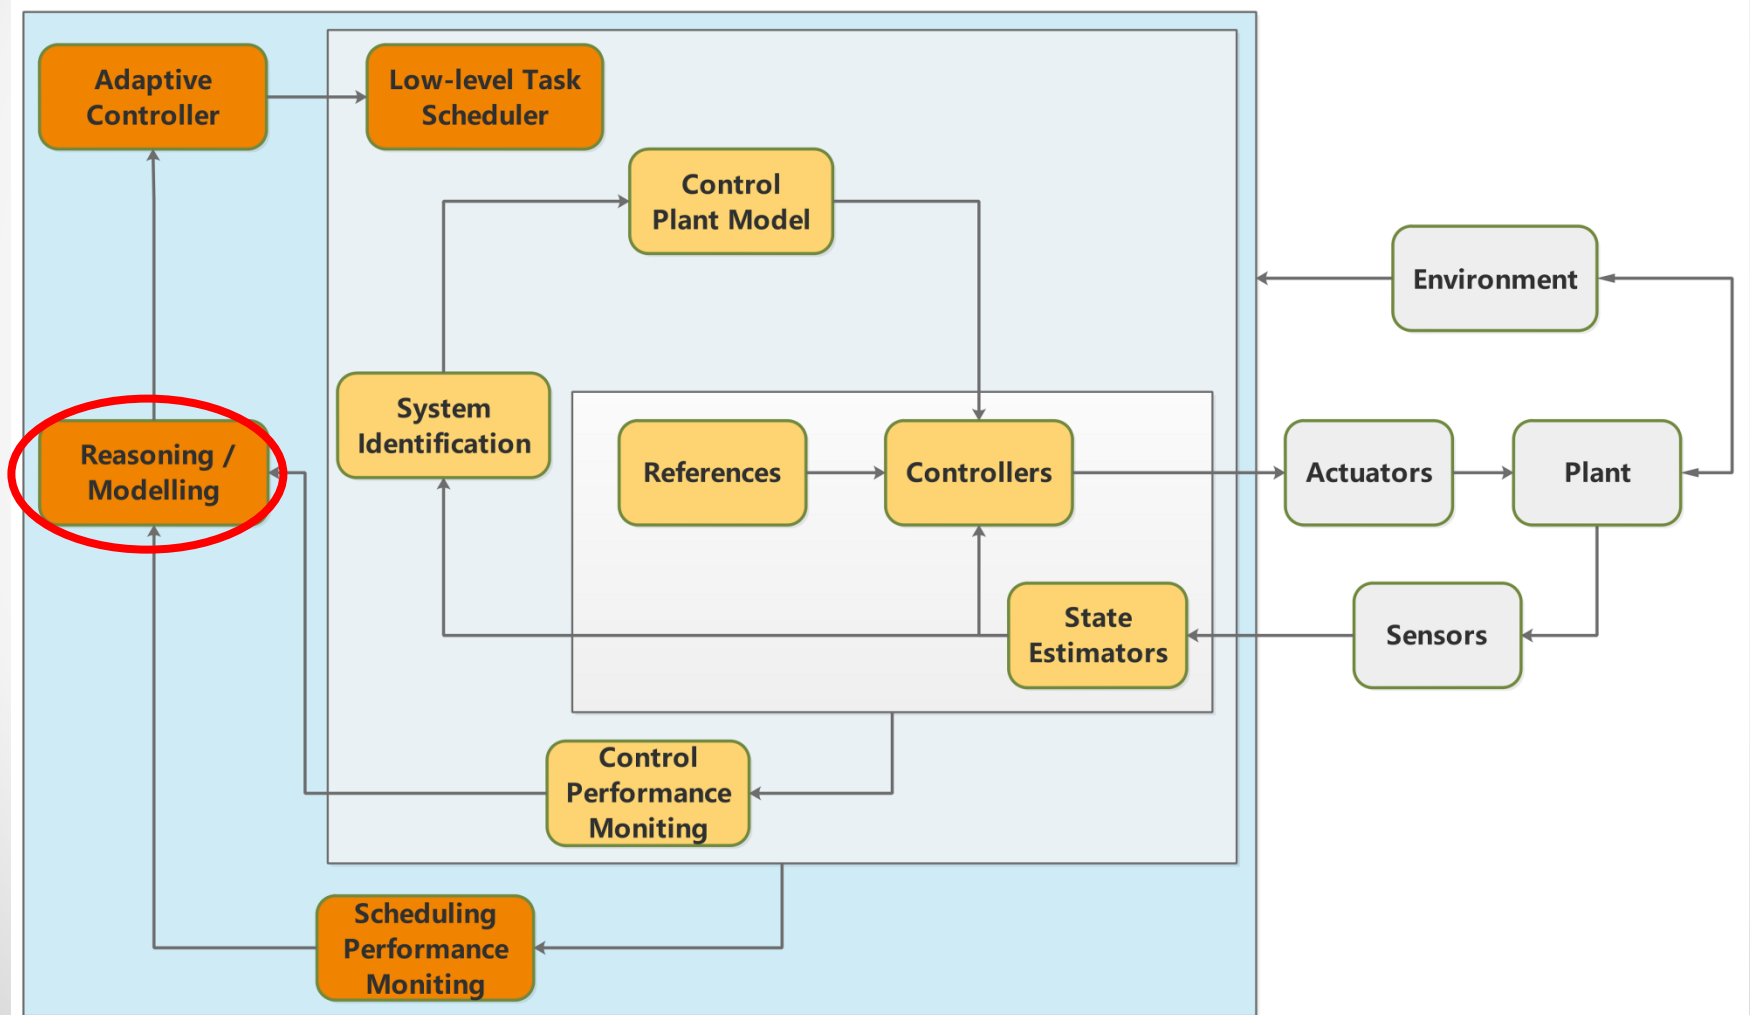 Adaptive
Controller
Low-level Task
Scheduler
Control
Plant Model
Environment
System
Identification
Reasoning /
Modelling
References
Controllers
Actuators
Plant
State
Estimators
Sensors
Control
Performance
Moniting
Scheduling
Performance
Moniting